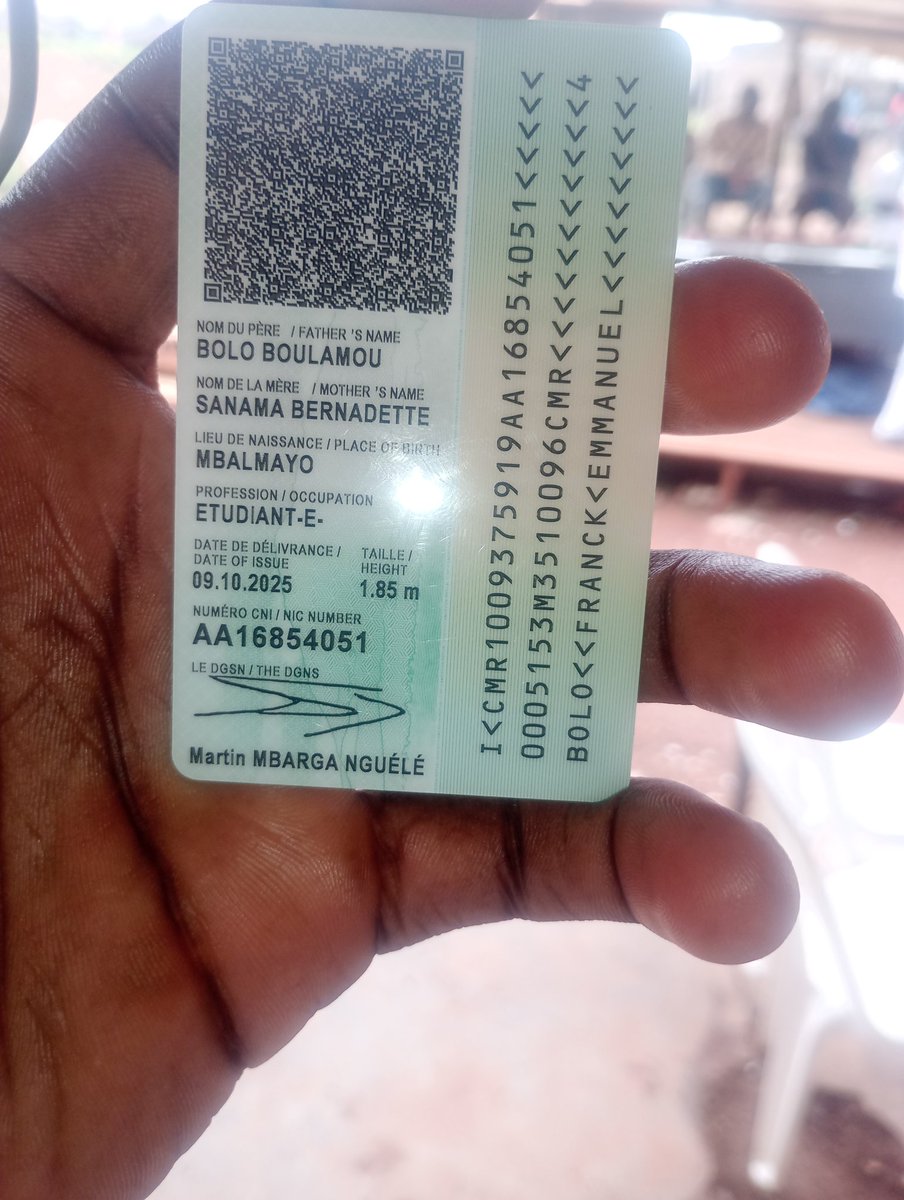 NOM DU PÈRE / FATHER 'S NAME
BOLO BOULAMOU
NOM DE LA MÈRE / MOTHER 'S NAME
SANAMA BERNADETTE
LIEU DE NAISSANCE / PLACE OF BIRTH
MBALMAYO
PROFESSION / OCCUPATION
ETUDIANT-E-
DATE DE DÉLIVRANCE / TAILLE /
DATE OF ISSUE HEIGHT
09.10.2025 1.85 m
NUMÉRO CNI / NIC NUMBER
AA16854051
LE DGSN / THE DGNS
Martin MBARGA NGUÉLÉ
I<CMR1009375919AA16854051<<<<<
0005153M3510096CMR<<<<<<<<<<<4
BOLO<<FRANCK<EMMANUEL<<<<<<<<<